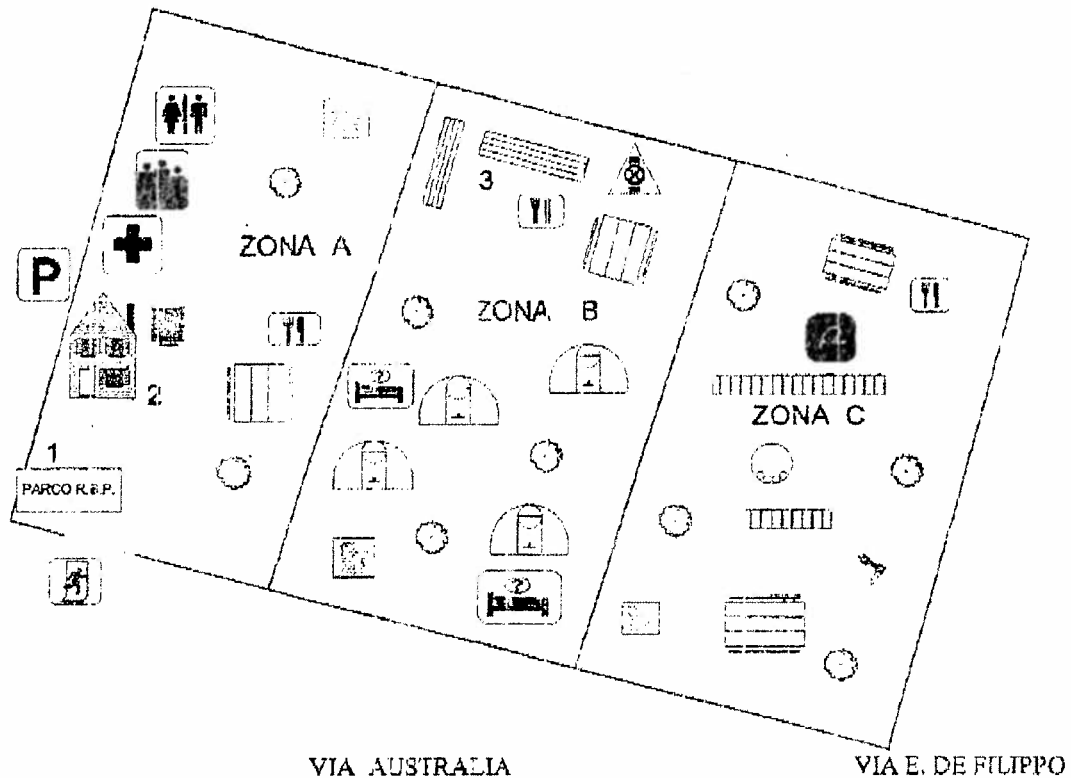 ZONA A
3
P
ZONA B
2
ZONA C
1
PARCO R.B.P.
VIA AUSTRALIA
VIA E. DE FILIPPO